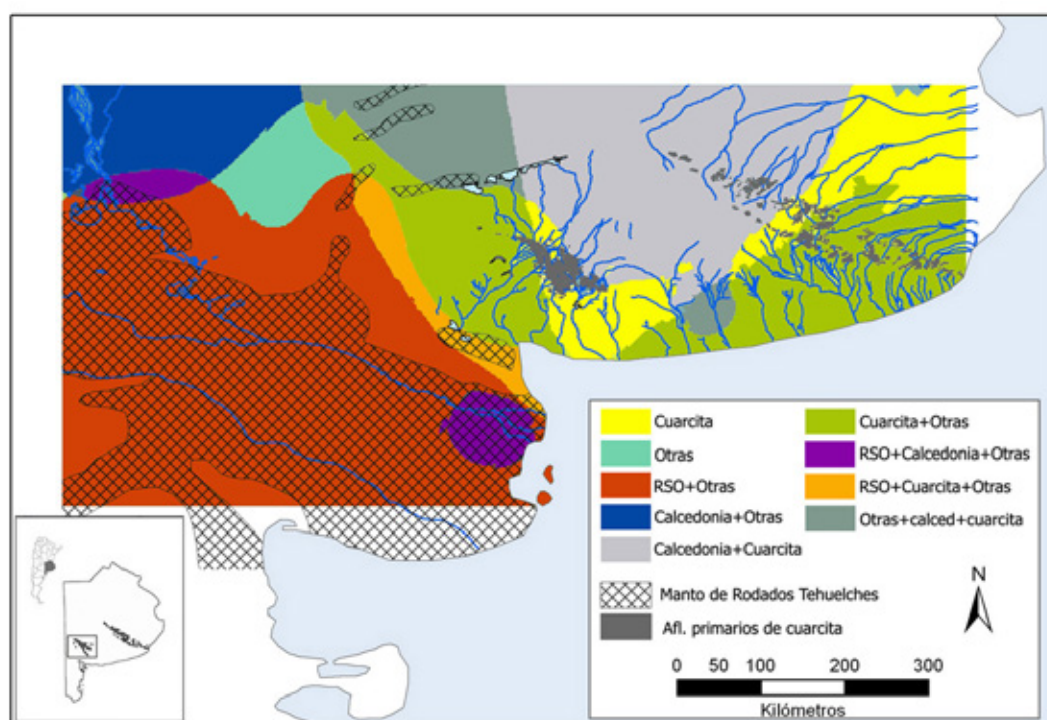 Cuarcita
Otras
RSO+Otras
Calcedonia+Otras
Calcedonia+Cuarcita
Cuarcita+Otras
RSO+Calcedonia+Otras
RSO+Cuarcita+Otras
Otras+calced+cuarcita
Manto de Rodados Tehuelches
Afl. primarios de cuarcita
N
0 50 100 200 300
Kilómetros